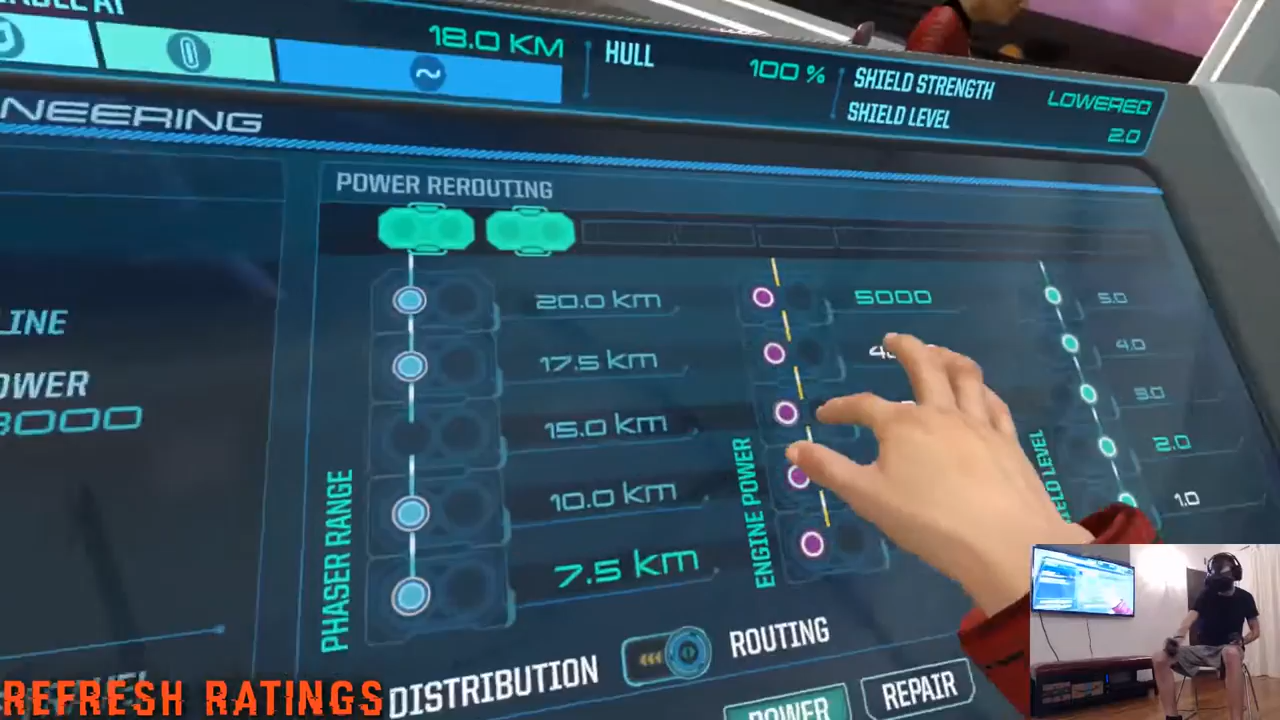 18.0 KM
HULL
100 %
SHIELD STRENGTH
LOWERED
SHIELD LEVEL
2.0
NEERING
POWER REROUTING
20.0 km
5000
5.0
17.5 km
4.0
LINE
3.0
15.0 km
OWER
2.0
10.0 km
1.0
7.5 km
PHASER RANGE
ENGINE POWER
ROUTING
DISTRIBUTION
REPAIR
POWER
REFRESH RATINGS